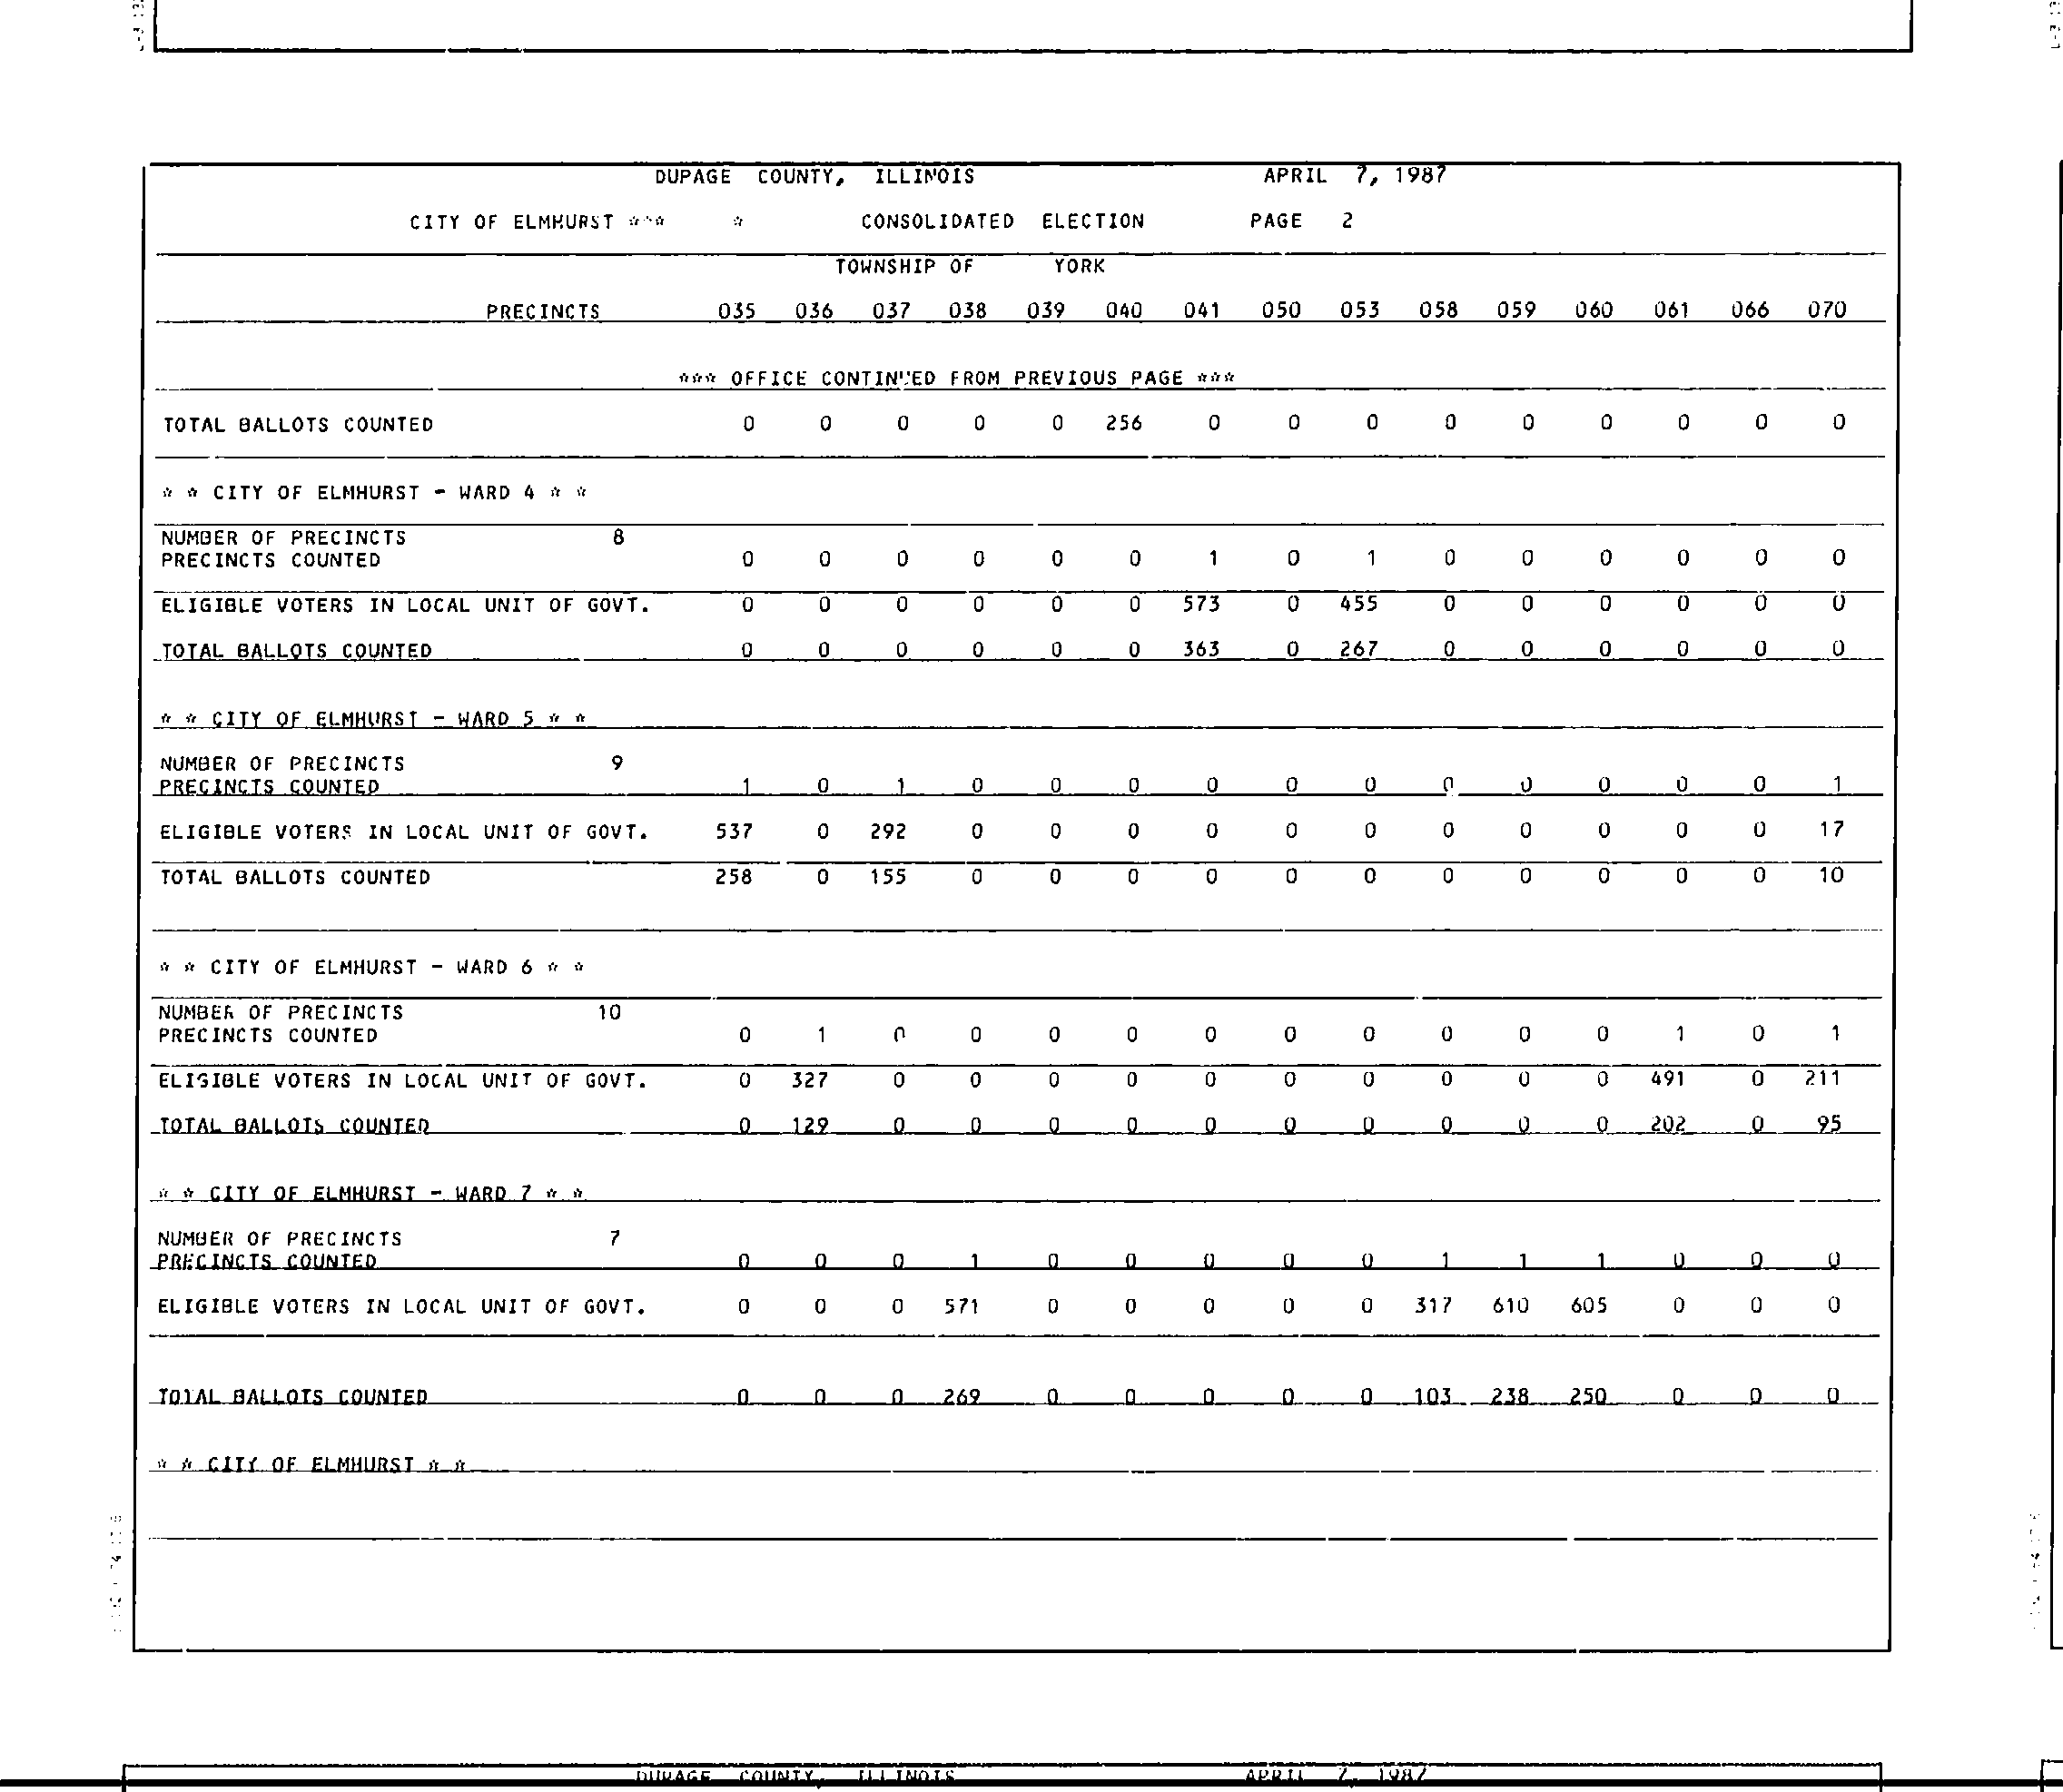 DUPAGE COUNTY, ILLINOIS APRIL 7, 1987
CITY OF ELMHURST *** * CONSOLIDATED ELECTION PAGE 2
TOWNSHIP OF YORK
PRECINCTS 035 036 037 038 039 040 041 050 053 058 059 060 061 066 070
*** OFFICE CONTINUED FROM PREVIOUS PAGE ***
TOTAL BALLOTS COUNTED 0 0 0 0 0 256 0 0 0 0 0 0 0 0 0
* * CITY OF ELMHURST - WARD 4 * *
NUMBER OF PRECINCTS 8
PRECINCTS COUNTED 0 0 0 0 0 0 1 0 1 0 0 0 0 0 0
ELIGIBLE VOTERS IN LOCAL UNIT OF GOVT. 0 0 0 0 0 0 573 0 455 0 0 0 0 0 0
TOTAL BALLOTS COUNTED 0 0 0 0 0 0 363 0 267 0 0 0 0 0 0
* * CITY OF ELMHURST - WARD 5 * *
NUMBER OF PRECINCTS 9
PRECINCTS COUNTED 1 0 1 0 0 0 0 0 0 0 0 0 0 0 1
ELIGIBLE VOTERS IN LOCAL UNIT OF GOVT. 537 0 292 0 0 0 0 0 0 0 0 0 0 0 17
TOTAL BALLOTS COUNTED 258 0 155 0 0 0 0 0 0 0 0 0 0 0 10
* * CITY OF ELMHURST - WARD 6 * *
NUMBER OF PRECINCTS 10
PRECINCTS COUNTED 0 1 0 0 0 0 0 0 0 0 0 0 1 0 1
ELIGIBLE VOTERS IN LOCAL UNIT OF GOVT. 0 327 0 0 0 0 0 0 0 0 0 0 491 0 211
TOTAL BALLOTS COUNTED 0 129 0 0 0 0 0 0 0 0 0 0 202 0 95
* * CITY OF ELMHURST - WARD 7 * *
NUMBER OF PRECINCTS 7
PRECINCTS COUNTED 0 0 0 1 0 0 0 0 0 1 1 1 0 0 0
ELIGIBLE VOTERS IN LOCAL UNIT OF GOVT. 0 0 0 571 0 0 0 0 0 317 610 605 0 0 0
TOTAL BALLOTS COUNTED 0 0 0 269 0 0 0 0 0 103 238 250 0 0 0
* * CITY OF ELMHURST * *
DUPAGE COUNTY, ILLINOIS APRIL 7, 1987